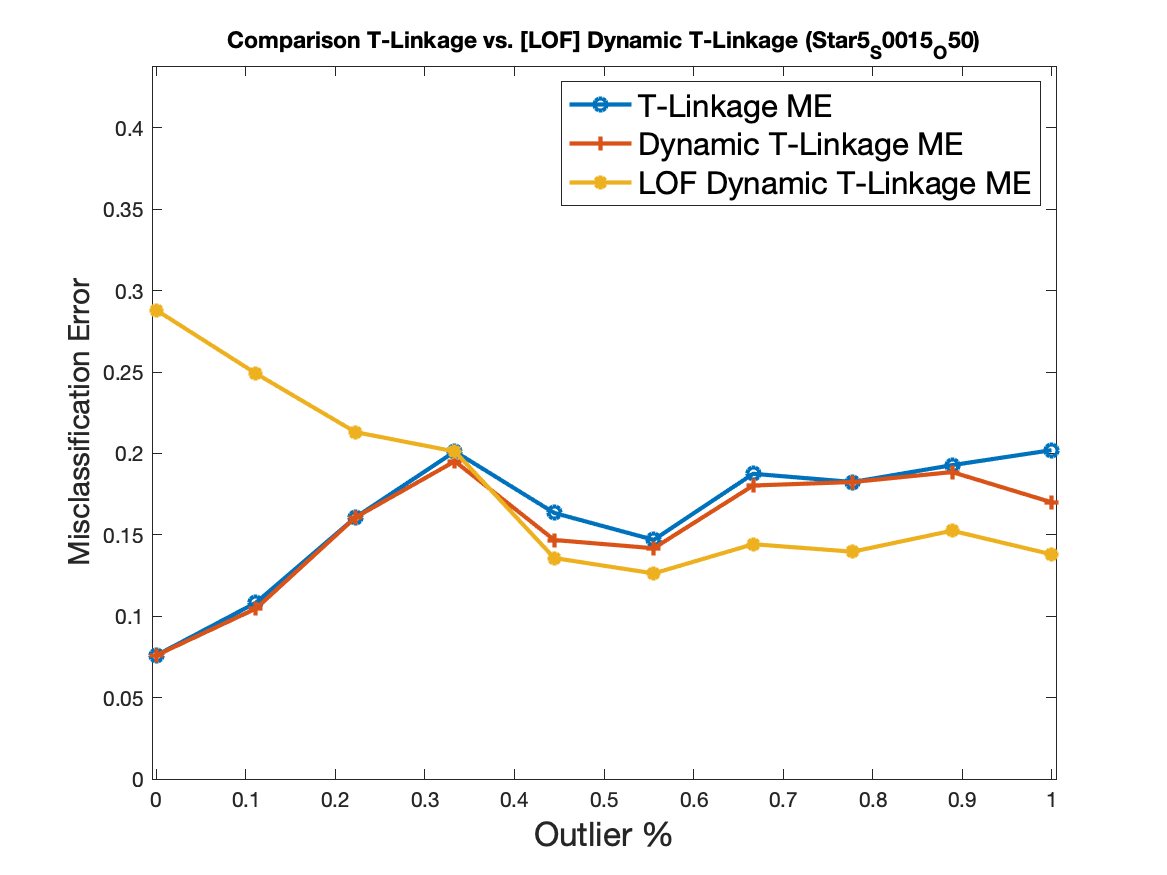 Comparison T-Linkage vs. [LOF] Dynamic T-Linkage (Star5S0015O50)
T-Linkage ME
Dynamic T-Linkage ME
LOF Dynamic T-Linkage ME
Misclassification Error
0.4
0.35
0.3
0.25
0.2
0.15
0.1
0.05
0
0 0.1 0.2 0.3 0.4 0.5 0.6 0.7 0.8 0.9 1
Outlier %